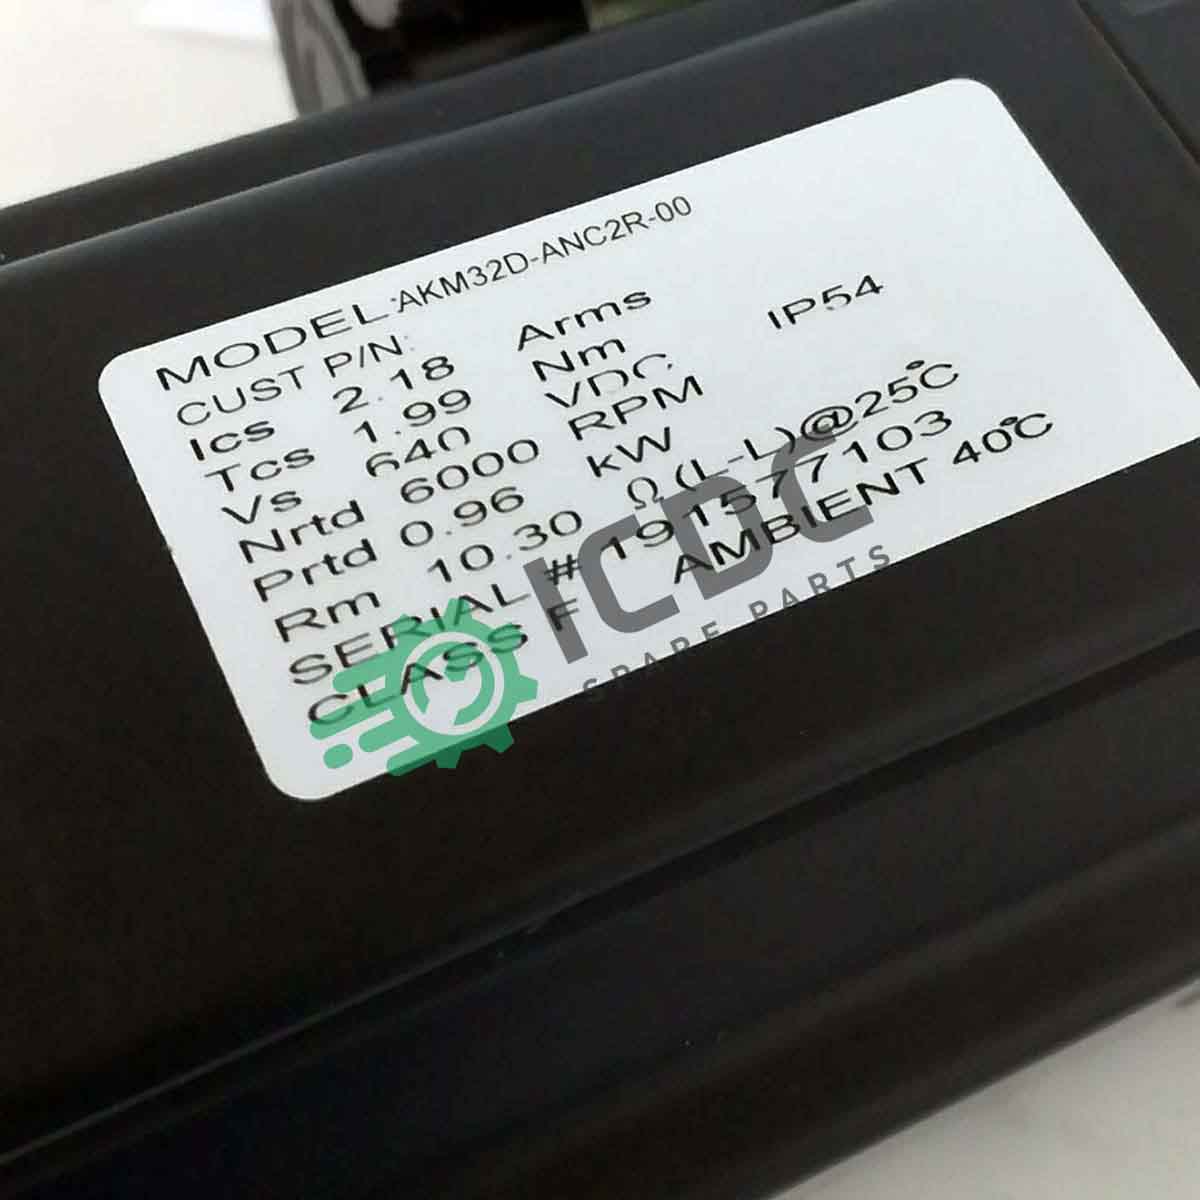 MODEL:AKM32D-ANC2R-00
CUST P/N:
Ics 2.18 Arms
Tcs 1.99 Nm IP54
Vs 640 VDC
Nrtd 6000 RPM
Prtd 0.96 kW
Rm 10.30 Ω(L-L)@25°C
SERIAL # 191577103
CLASS F AMBIENT 40°C
ICDC
SPARE PARTS